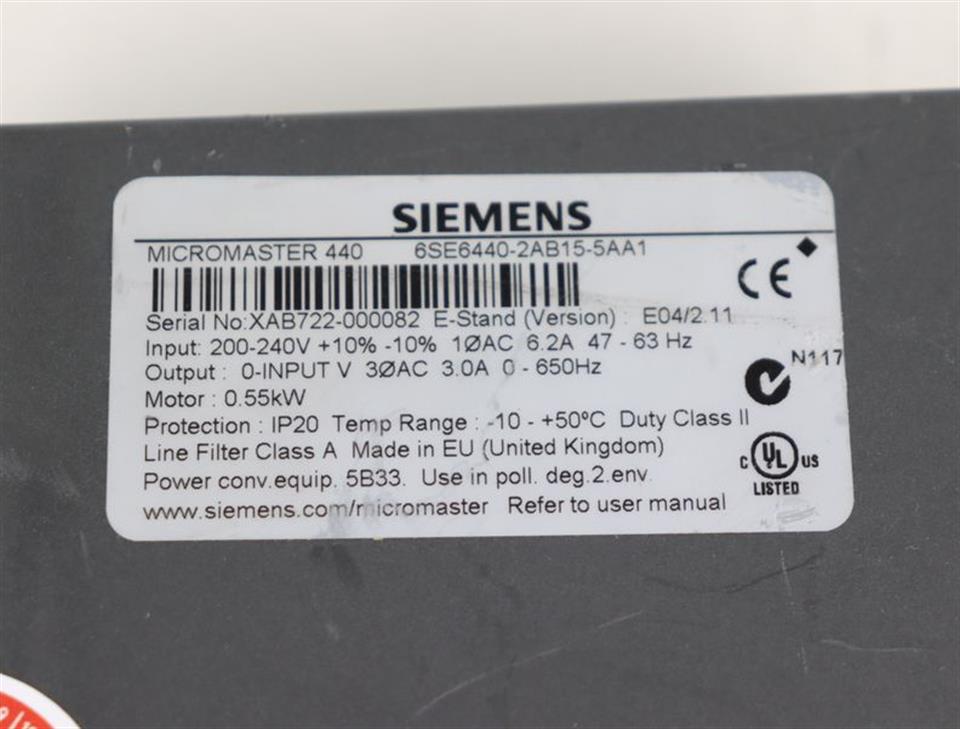 SIEMENS
MICROMASTER 440 6SE6440-2AB15-5AA1
CE
Serial No:XAB722-000082 E-Stand (Version) : E04/2.11
Input: 200-240V +10% -10% 1ØAC 6.2A 47 - 63 Hz
N117
Output : 0-INPUT V 3ØAC 3.0A 0 - 650Hz
Motor : 0.55kW
Protection : IP20 Temp Range : -10 - +50°C Duty Class II
Line Filter Class A Made in EU (United Kingdom)
C UL US
LISTED
Power conv.equip. 5B33. Use in poll. deg.2.env.
www.siemens.com/micromaster Refer to user manual